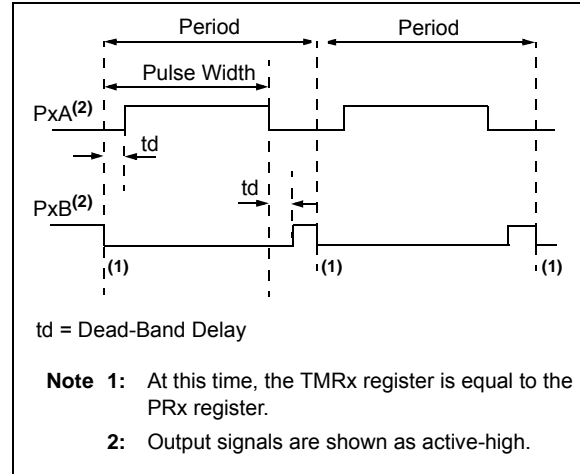 Period Period
Pulse Width
PxA(2)
td
td
PxB(2)
(1) (1) (1)
td = Dead-Band Delay
Note 1: At this time, the TMRx register is equal to the
PRx register.
2: Output signals are shown as active-high.